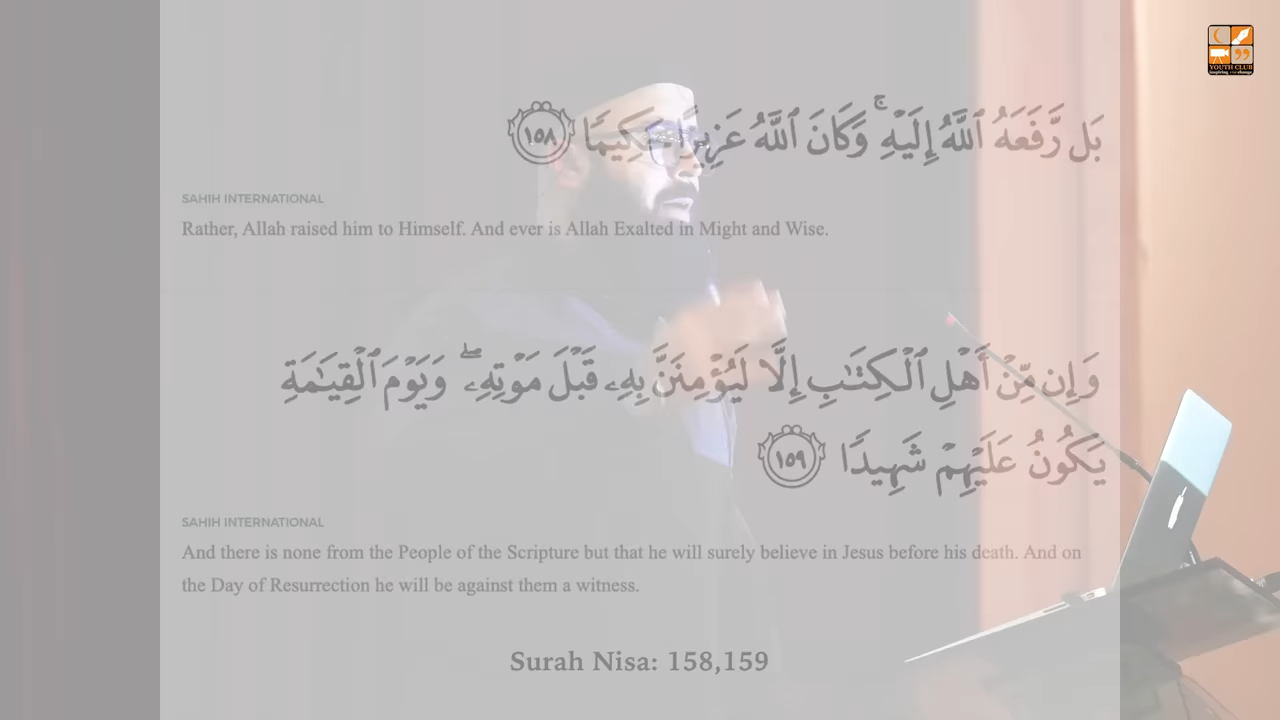 YOUTH CLUB
بَل رَّفَعَهُ ٱللَّهُ إِلَيْهِ ۚ وَكَانَ ٱللَّهُ عَزِيزًا حَكِيمًا ١٥٨
SAHIH INTERNATIONAL
Rather, Allah raised him to Himself. And ever is Allah Exalted in Might and Wise.
وَإِن مِّنْ أَهْلِ ٱلْكِتَـٰبِ إِلَّا لَيُؤْمِنَنَّ بِهِۦ قَبْلَ مَوْتِهِۦ ۖ وَيَوْمَ ٱلْقِيَـٰمَةِ
يَكُونُ عَلَيْهِمْ شَهِيدًا ١٥٩
SAHIH INTERNATIONAL
And there is none from the People of the Scripture but that he will surely believe in Jesus before his death. And on
the Day of Resurrection he will be against them a witness.
Surah Nisa: 158,159